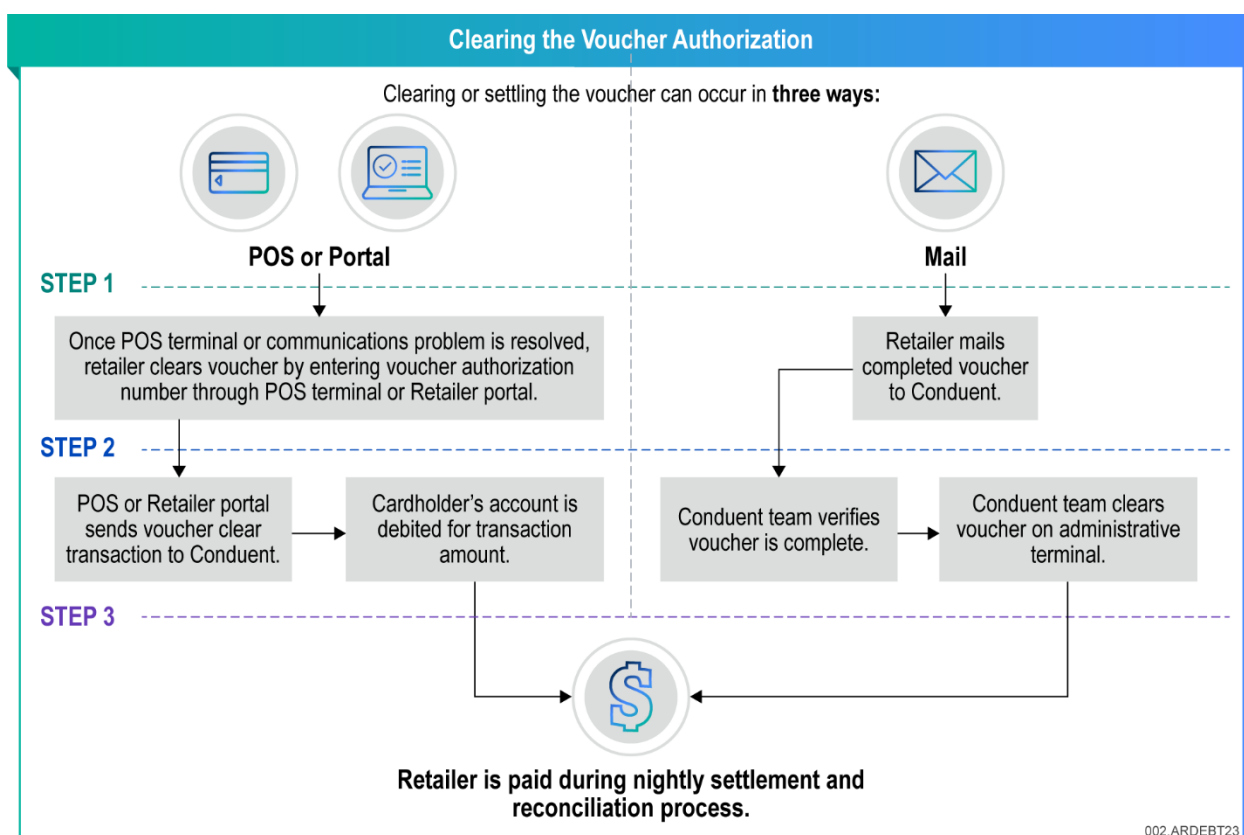 Clearing the Voucher Authorization
Clearing or settling the voucher can occur in three ways:
POS or Portal
Mail
STEP 1
Once POS terminal or communications problem is resolved,
retailer clears voucher by entering voucher authorization
number through POS terminal or Retailer portal.
Retailer mails
completed voucher
to Conduent.
STEP 2
POS or Retailer portal
sends voucher clear
transaction to Conduent.
Cardholder’s account is
debited for transaction
amount.
Conduent team verifies
voucher is complete.
Conduent team clears
voucher on administrative
terminal.
STEP 3
$
Retailer is paid during nightly settlement and
reconciliation process.
002.ARDEBT23